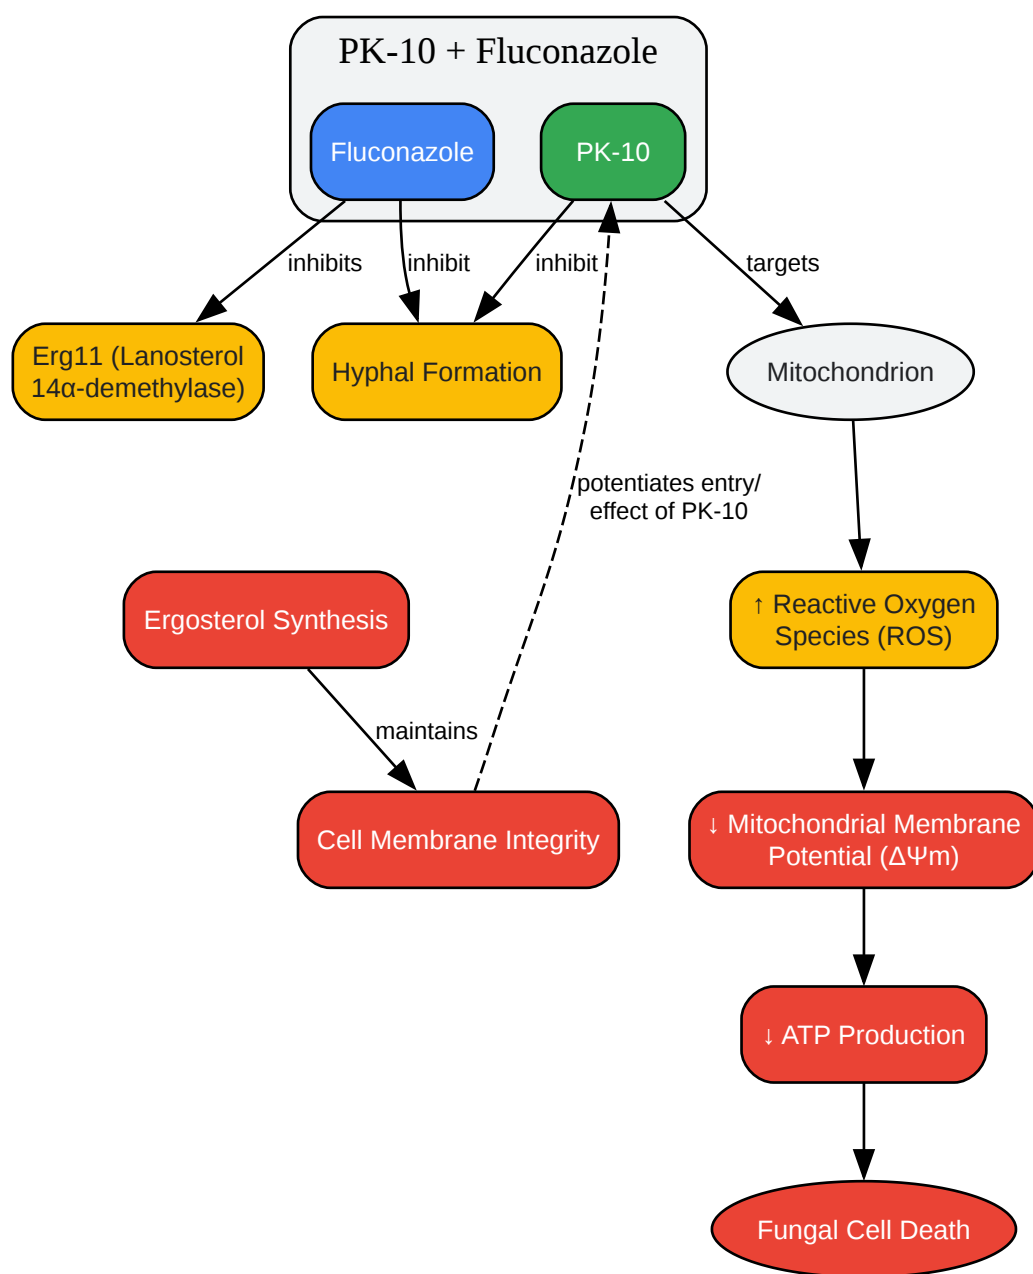 PK-10 + Fluconazole
Fluconazole
PK-10
inhibits
inhibit
inhibit
targets
Erg11 (Lanosterol
14α-demethylase)
Hyphal Formation
Mitochondrion
potentiates entry/
effect of PK-10
Ergosterol Synthesis
↑ Reactive Oxygen
Species (ROS)
maintains
Cell Membrane Integrity
↓ Mitochondrial Membrane
Potential (ΔΨm)
↓ ATP Production
Fungal Cell Death